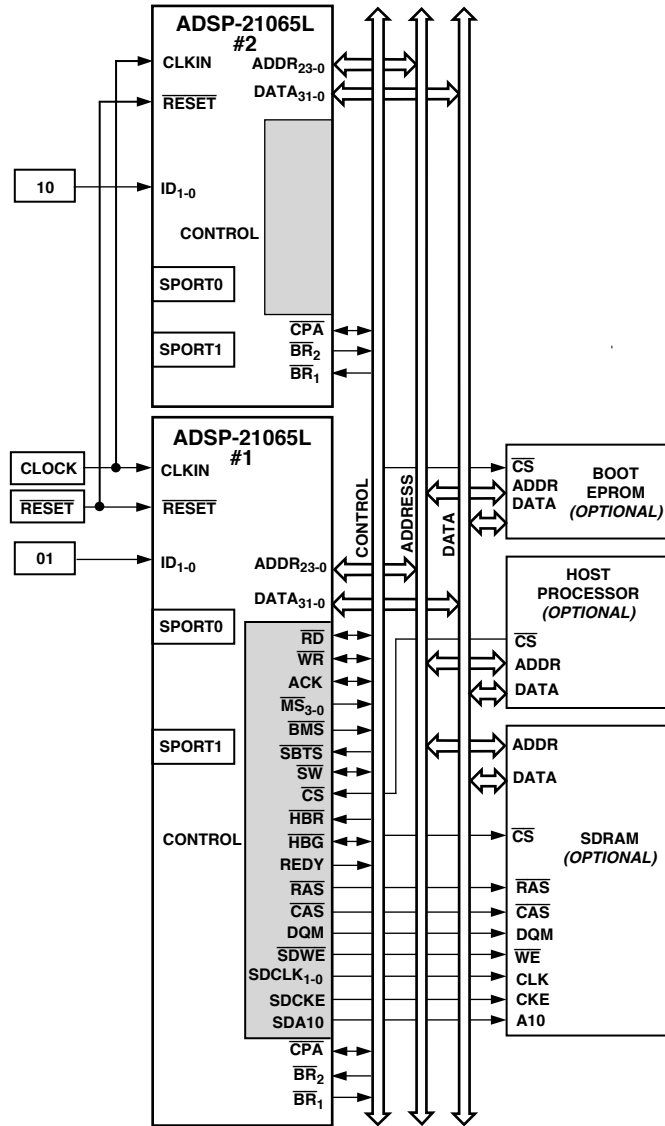 ADSP-21065L
#2
CLKIN
ADDR23-0
DATA31-0
RESET
10
ID1-0
CONTROL
SPORT0
SPORT1
CPA
BR2
BR1
ADSP-21065L
#1
CLOCK
CLKIN
RESET
RESET
01
ID1-0
ADDR23-0
DATA31-0
SPORT0
SPORT1
CONTROL
RD
WR
ACK
MS3-0
BMS
SBTS
SW
CS
HBR
HBG
REDY
RAS
CAS
DQM
SDWE
SDCLK1-0
SDCKE
SDA10
CPA
BR2
BR1
CONTROL
ADDRESS
DATA
CS
ADDR
DATA
BOOT
EPROM
(OPTIONAL)
HOST
PROCESSOR
(OPTIONAL)
CS
ADDR
DATA
ADDR
DATA
CS
SDRAM
(OPTIONAL)
RAS
CAS
DQM
WE
CLK
CKE
A10